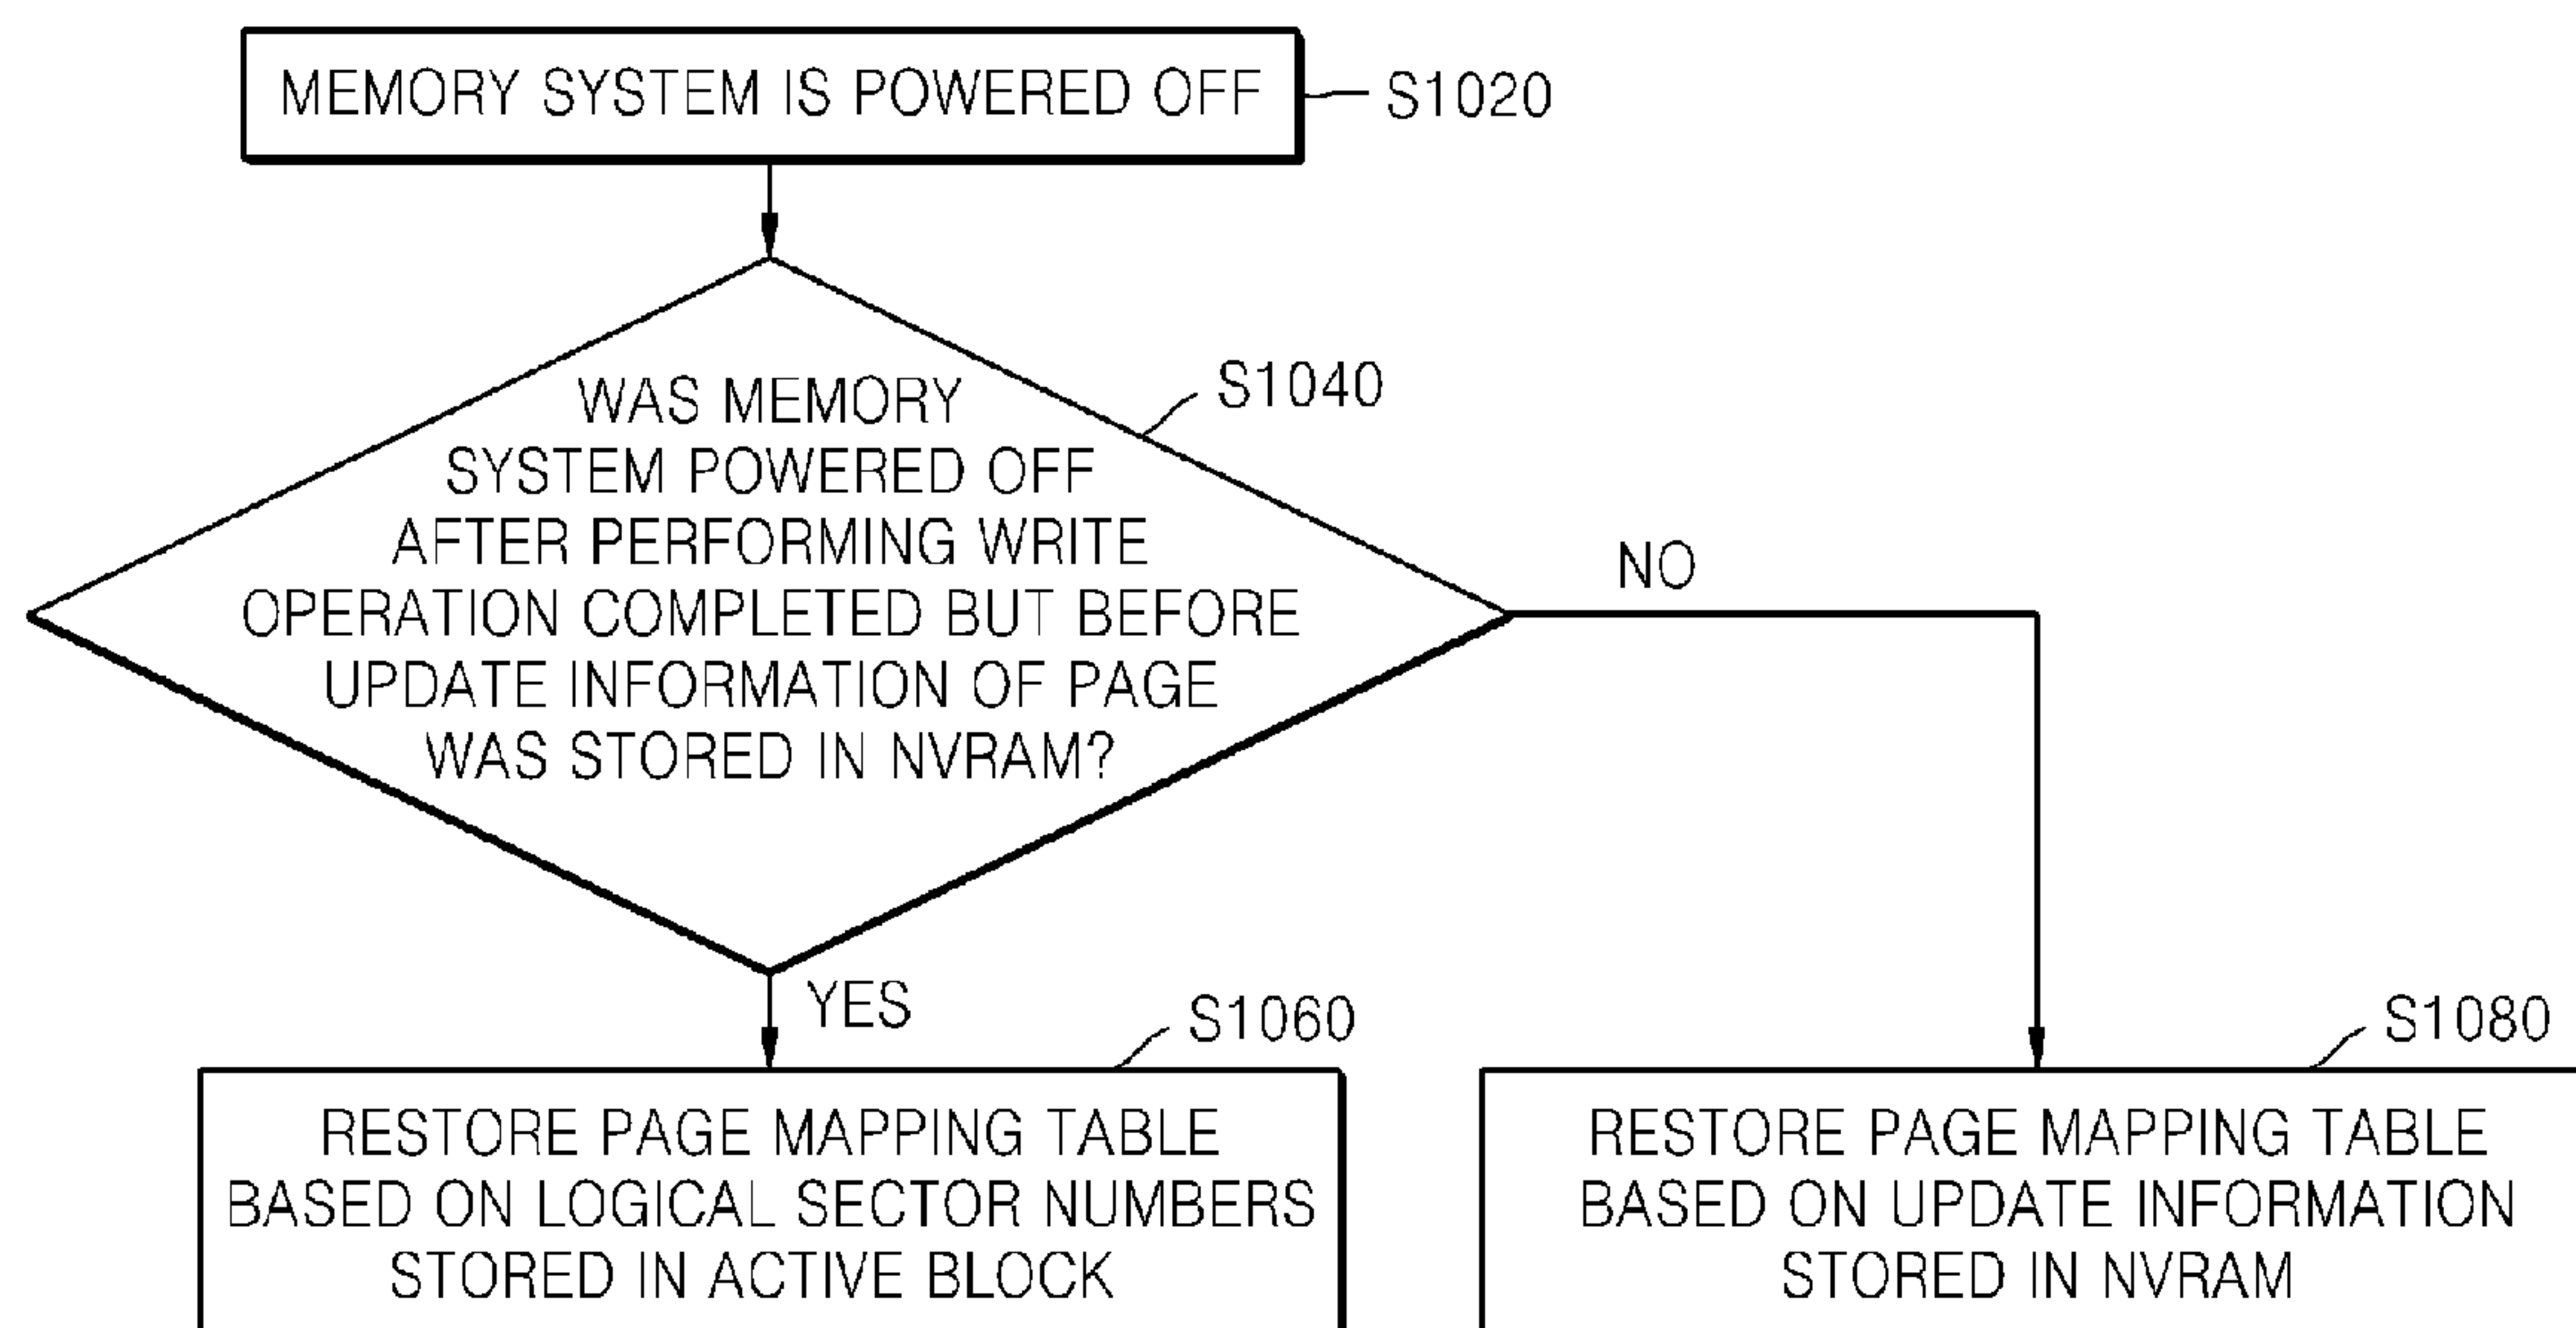 MEMORY SYSTEM IS POWERED OFF
S1020
S1040
WAS MEMORY
SYSTEM POWERED OFF
AFTER PERFORMING WRITE
OPERATION COMPLETED BUT BEFORE
UPDATE INFORMATION OF PAGE
WAS STORED IN NVRAM?
NO
YES
S1060
RESTORE PAGE MAPPING TABLE
BASED ON LOGICAL SECTOR NUMBERS
STORED IN ACTIVE BLOCK
S1080
RESTORE PAGE MAPPING TABLE
BASED ON UPDATE INFORMATION
STORED IN NVRAM